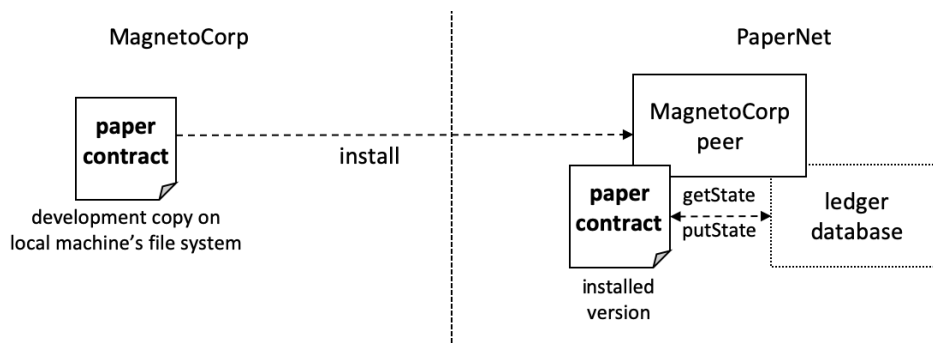 MagnetoCorp
PaperNet
paper
contract
development copy on
local machine's file system
install
MagnetoCorp
peer
paper
contract
installed
version
getState
putState
ledger
database